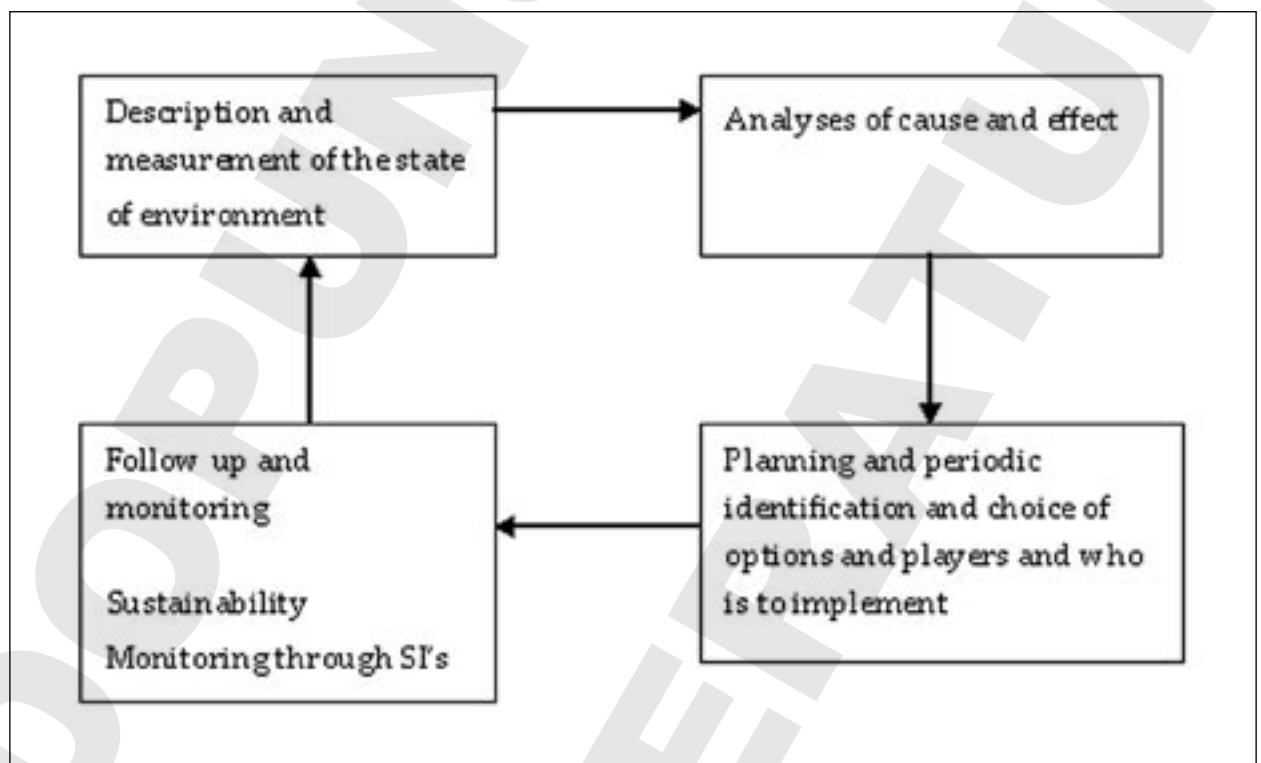 Description and
measurement of the state
of environment
Analyses of cause and effect
Planning and periodic
identification and choice of
options and players and who
is to implement
Follow up and
monitoring
Sustainability
Monitoring through SI's